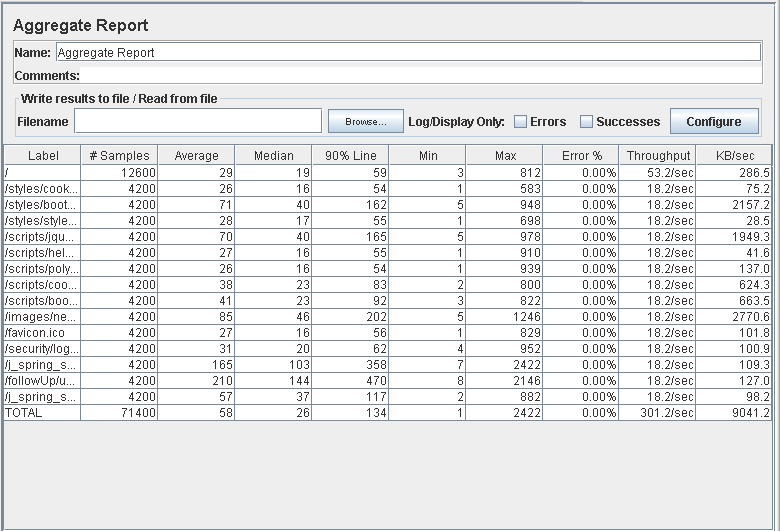 Aggregate Report
Name: Aggregate Report
Comments:
Write results to file / Read from file
Filename Browse... Log/Display Only: Errors Successes Configure
Label # Samples Average Median 90% Line Min Max Error % Throughput KB/sec
/ 12600 29 19 59 3 812 0.00% 53.2/sec 286.5
/styles/cook... 4200 26 16 54 1 583 0.00% 18.2/sec 75.2
/styles/boot... 4200 71 40 162 5 948 0.00% 18.2/sec 2157.2
/styles/style... 4200 28 17 55 1 698 0.00% 18.2/sec 28.5
/scripts/jqu... 4200 70 40 165 5 978 0.00% 18.2/sec 1949.3
/scripts/hel... 4200 27 16 55 1 910 0.00% 18.2/sec 41.6
/scripts/poly... 4200 26 16 54 1 939 0.00% 18.2/sec 137.0
/scripts/coo... 4200 38 23 83 2 800 0.00% 18.2/sec 624.3
/scripts/boo... 4200 41 23 92 3 822 0.00% 18.2/sec 663.5
/images/ne... 4200 85 46 202 5 1246 0.00% 18.2/sec 2770.6
/favicon.ico 4200 27 16 56 1 829 0.00% 18.2/sec 101.8
/security/log... 4200 31 20 62 4 952 0.00% 18.2/sec 100.9
/j_spring_s... 4200 165 103 358 7 2422 0.00% 18.2/sec 109.3
/followUp/u... 4200 210 144 470 8 2146 0.00% 18.2/sec 127.0
/j_spring_s... 4200 57 37 117 2 882 0.00% 18.2/sec 98.2
TOTAL 71400 58 26 134 1 2422 0.00% 301.2/sec 9041.2